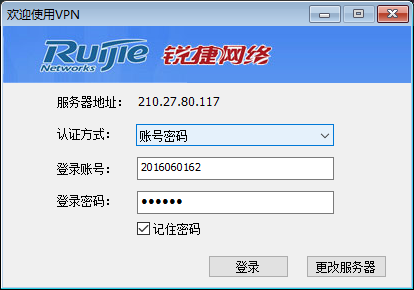 欢迎使用VPN
Ruijie 锐捷网络
Networks
服务器地址： 210.27.80.117
认证方式： 账号密码
登录账号： 2016060162
登录密码： ••••••
记住密码
登录 更改服务器